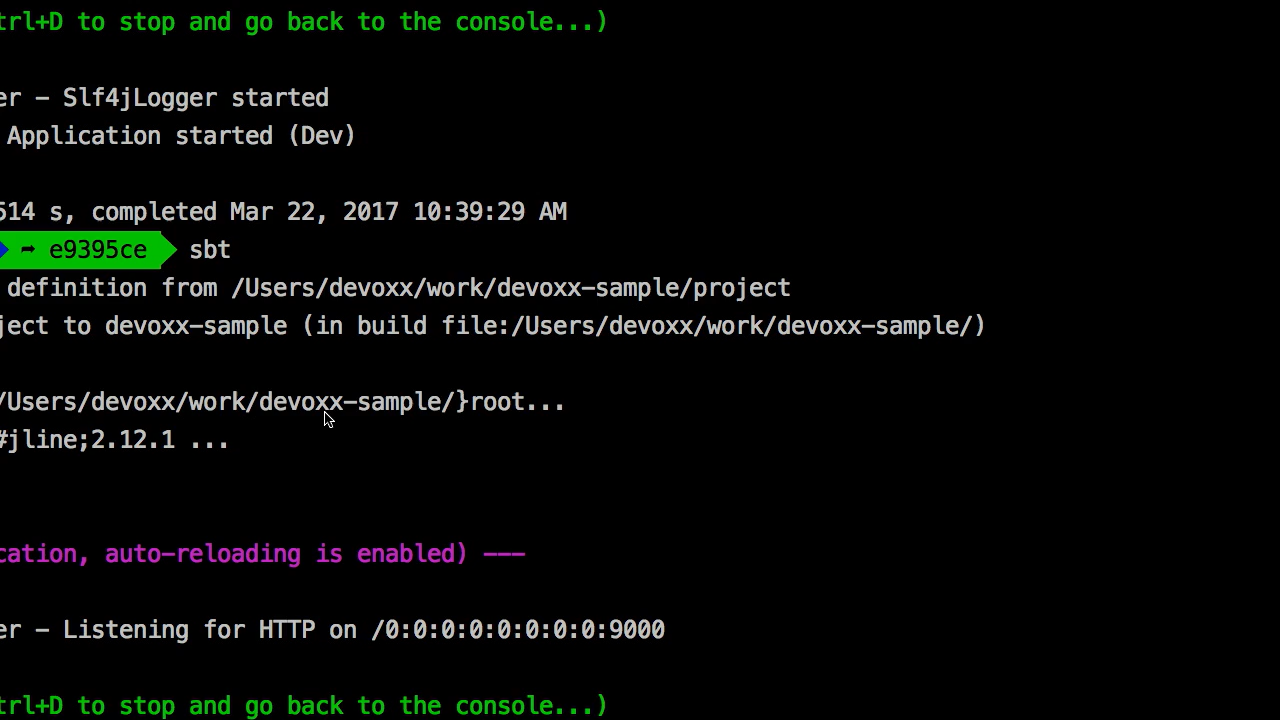 trl+D to stop and go back to the console...)
er – Slf4jLogger started
Application started (Dev)
514 s, completed Mar 22, 2017 10:39:29 AM
➦ e9395ce sbt
definition from /Users/devoxx/work/devoxx-sample/project
ject to devoxx-sample (in build file:/Users/devoxx/work/devoxx-sample/)
/Users/devoxx/work/devoxx-sample/}root...
#jline;2.12.1 ...
cation, auto-reloading is enabled) ---
er – Listening for HTTP on /0:0:0:0:0:0:0:0:9000
trl+D to stop and go back to the console...)